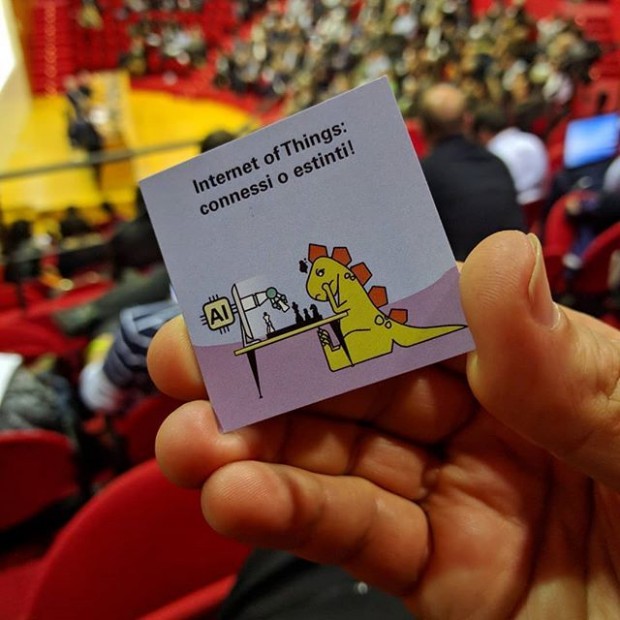 Internet of Things:
connessi o estinti!
AI